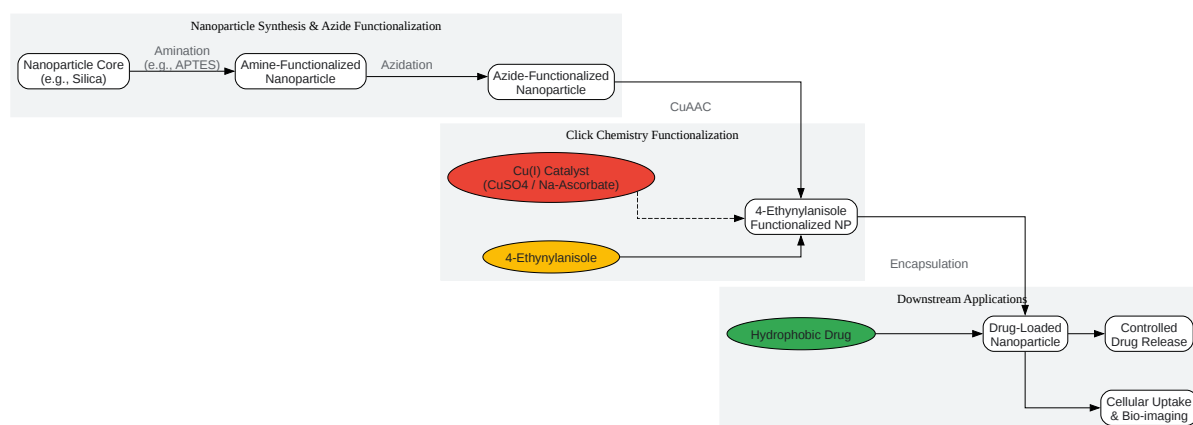 Nanoparticle Synthesis & Azide Functionalization
Nanoparticle Core
(e.g., Silica)
Amination
(e.g., APTES)
Amine-Functionalized
Nanoparticle
Azidation
Azide-Functionalized
Nanoparticle
CuAAC
Click Chemistry Functionalization
Cu(I) Catalyst
(CuSO4 / Na-Ascorbate)
4-Ethynylanisole
Functionalized NP
4-Ethynylanisole
Encapsulation
Downstream Applications
Hydrophobic Drug
Drug-Loaded
Nanoparticle
Controlled
Drug Release
Cellular Uptake
& Bio-imaging